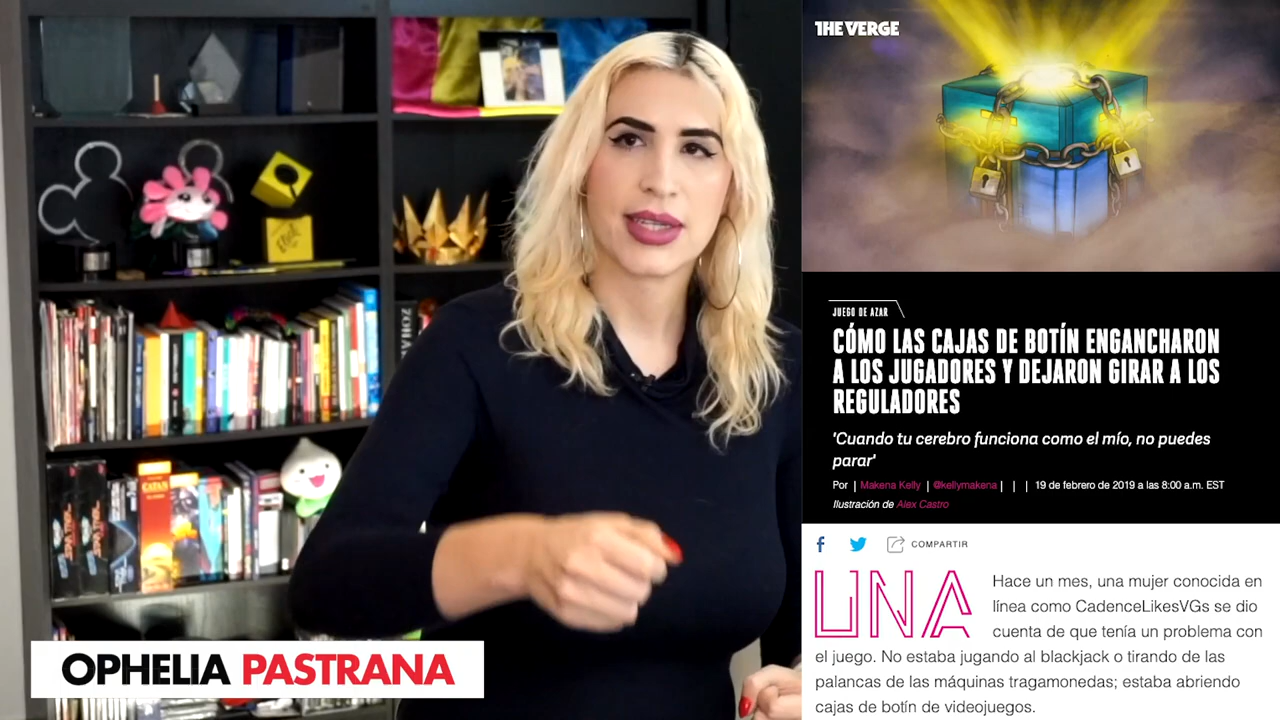 THE VERGE
JUEGO DE AZAR
CÓMO LAS CAJAS DE BOTÍN ENGANCHARON
A LOS JUGADORES Y DEJARON GIRAR A LOS
REGULADORES
'Cuando tu cerebro funciona como el mío, no puedes
parar'
Por | Makena Kelly | @kellymakena | | | 19 de febrero de 2019 a las 8:00 a.m. EST
Ilustración de Alex Castro
COMPARTIR
UNA
Hace un mes, una mujer conocida en
línea como CadenceLikesVGs se dio
cuenta de que tenía un problema con
el juego. No estaba jugando al blackjack o tirando de las
palancas de las máquinas tragamonedas; estaba abriendo
cajas de botín de videojuegos.
CATAN
OPHELIA PASTRANA